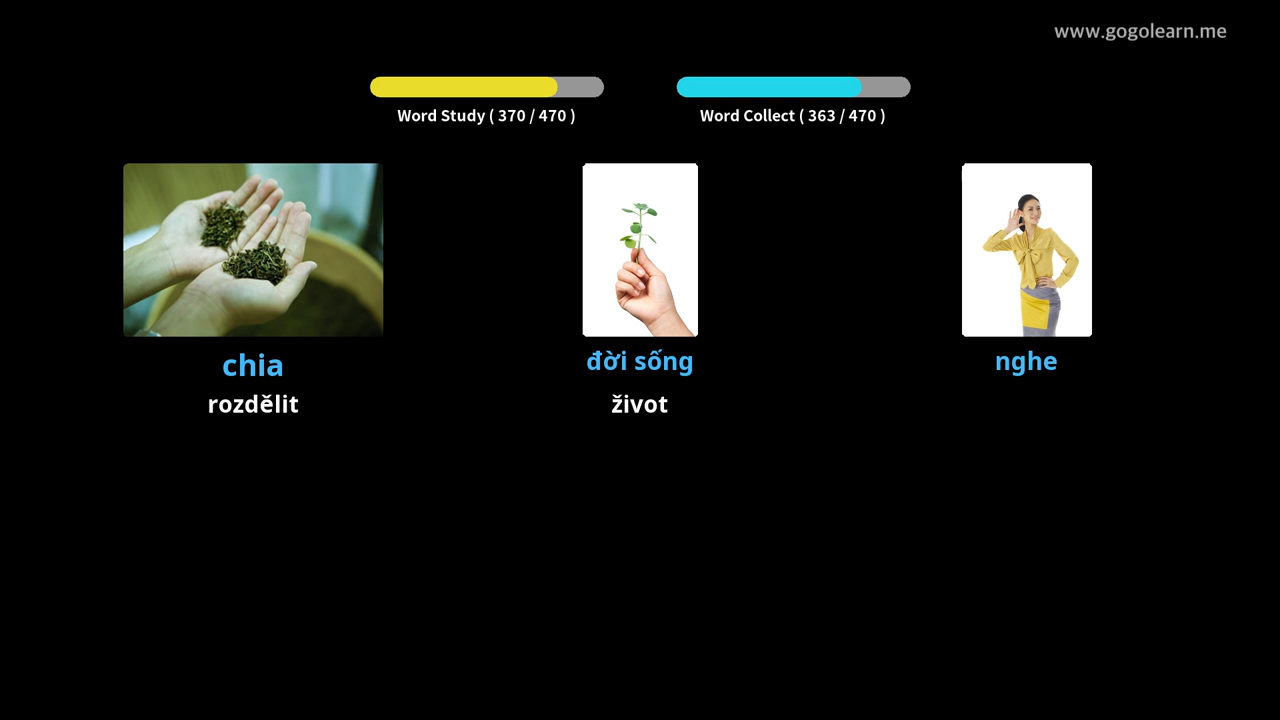 www.gogolearn.me
Word Study ( 370 / 470 )
Word Collect ( 363 / 470 )
chia
đời sống
nghe
rozdělit
život